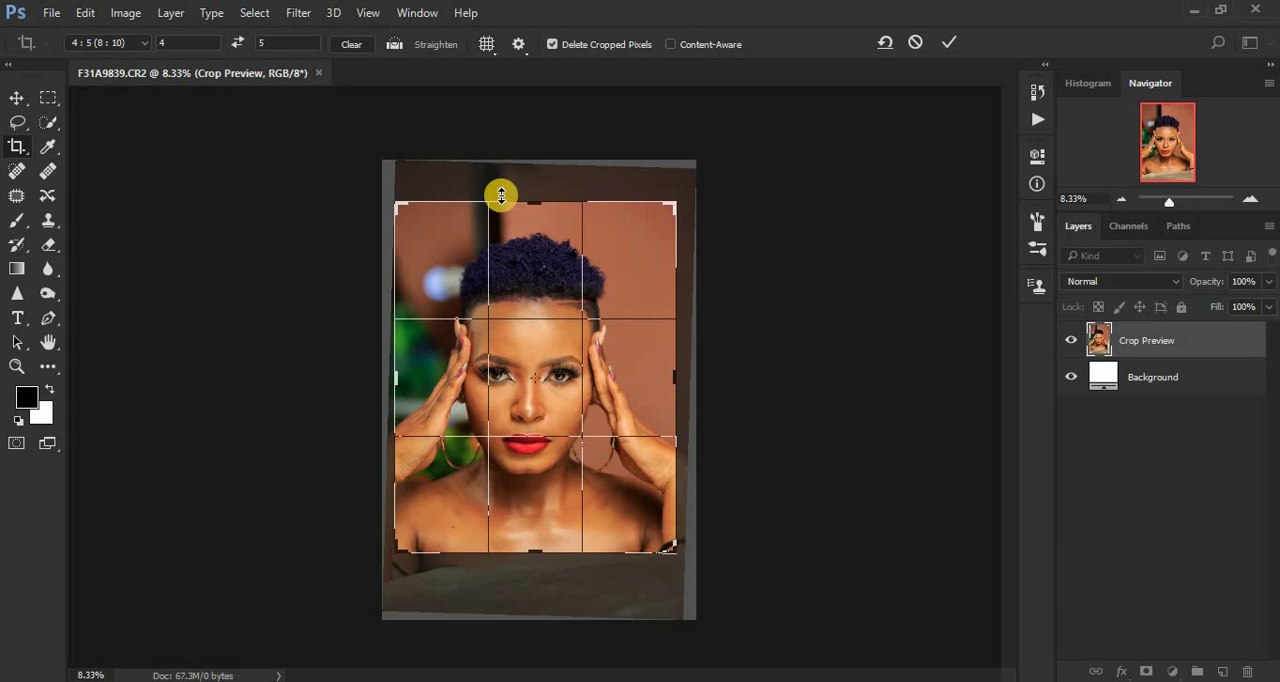 Ps File Edit Image Layer Type Select Filter 3D View Window Help
4 : 5 (8 : 10) 4 5 Clear Straighten Delete Cropped Pixels Content-Aware
F31A9839.CR2 @ 8.33% (Crop Preview, RGB/8*) ×
Histogram Navigator
8.33%
Layers Channels Paths
Kind
Normal Opacity: 100%
Lock: Fill: 100%
Crop Preview
Background
8.33% Doc: 67.3M/0 bytes